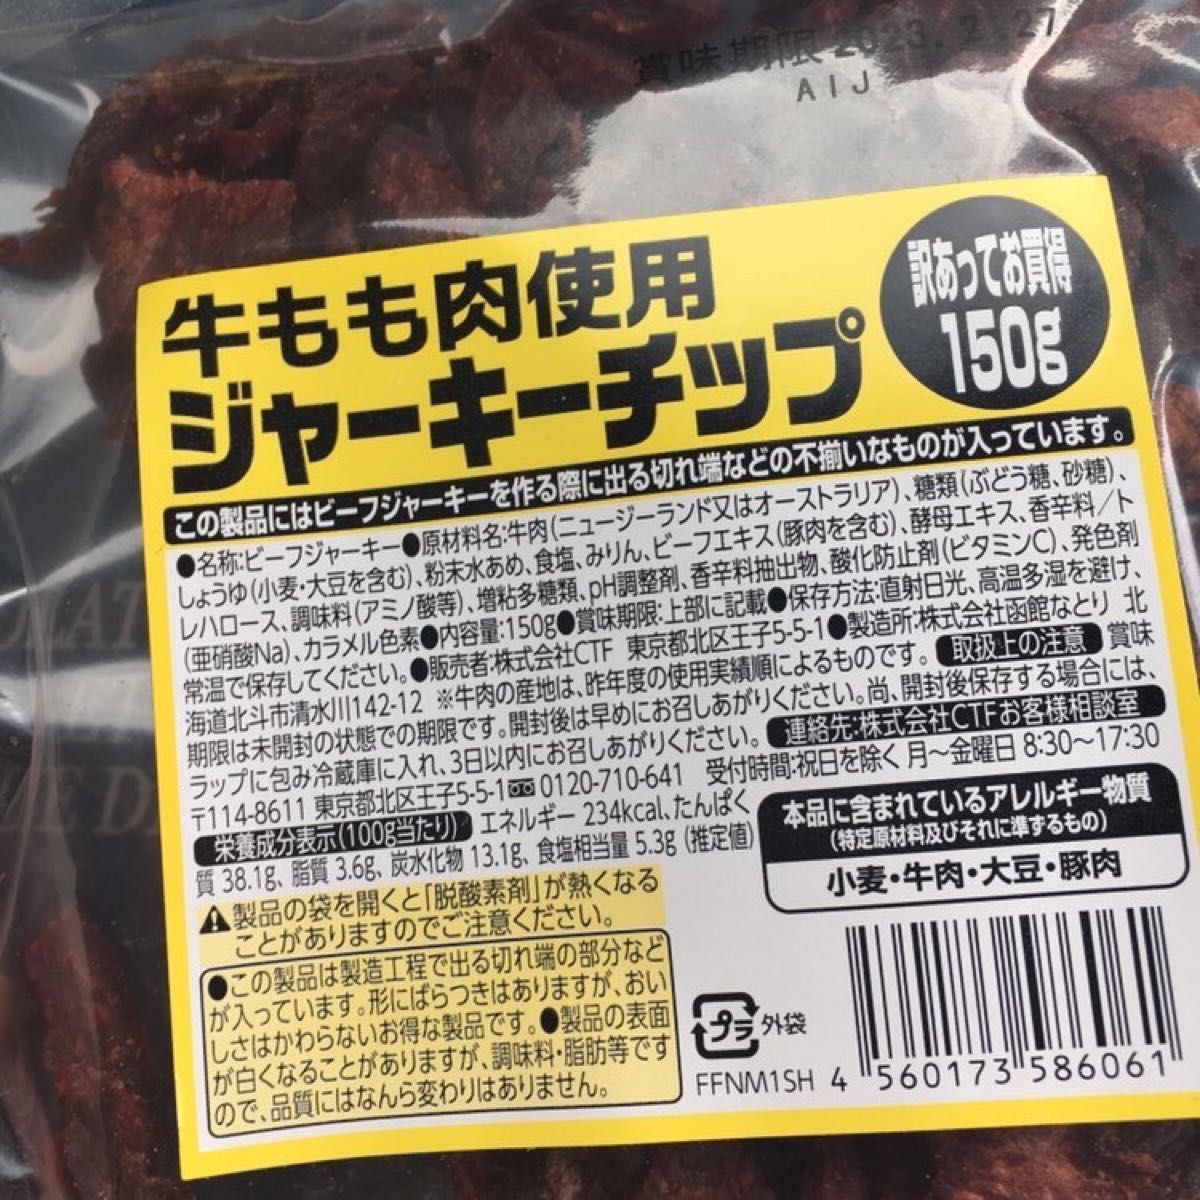 賞味期限 2023. 2. 27
AIJ
牛もも肉使用
ジャーキーチップ
訳あってお買得
150g
この製品にはビーフジャーキーを作る際に出る切れ端などの不揃いなものが入っています。
●名称:ビーフジャーキー●原材料名:牛肉(ニュージーランド又はオーストラリア)、糖類(ぶどう糖、砂糖)、
しょうゆ(小麦・大豆を含む)、粉末水あめ、食塩、みりん、ビーフエキス(豚肉を含む)、酵母エキス、香辛料/ト
レハロース、調味料(アミノ酸等)、増粘多糖類、pH調整剤、香辛料抽出物、酸化防止剤(ビタミンC)、発色剤
(亜硝酸Na)、カラメル色素●内容量:150g●賞味期限:上部に記載●保存方法:直射日光、高温多湿を避け、
常温で保存してください。●販売者:株式会社CTF 東京都北区王子5-5-1●製造所:株式会社函館なとり 北
海道北斗市清水川142-12 ※牛肉の産地は、昨年度の使用実績順によるものです。 取扱上の注意 賞味
期限は未開封の状態での期限です。開封後は早めにお召しあがりください。尚、開封後保存する場合には、
ラップに包み冷蔵庫に入れ、3日以内にお召しあがりください。 連絡先:株式会社CTFお客様相談室
〒114-8611 東京都北区王子5-5-1 0120-710-641 受付時間:祝日を除く 月〜金曜日 8:30〜17:30
栄養成分表示(100g当たり) エネルギー 234kcal、たんぱく
質 38.1g、脂質 3.6g、炭水化物 13.1g、食塩相当量 5.3g (推定値)
本品に含まれているアレルギー物質
(特定原材料及びそれに準ずるもの)
小麦・牛肉・大豆・豚肉
製品の袋を開くと「脱酸素剤」が熱くなる
ことがありますのでご注意ください。
●この製品は製造工程で出る切れ端の部分など
が入っています。形にばらつきはありますが、おい
しさはかわらないお得な製品です。●製品の表面
が白くなることがありますが、調味料・脂肪等です
ので、品質にはなんら変わりはありません。
プラ 外袋
FFNM1SH 4 560173 586061